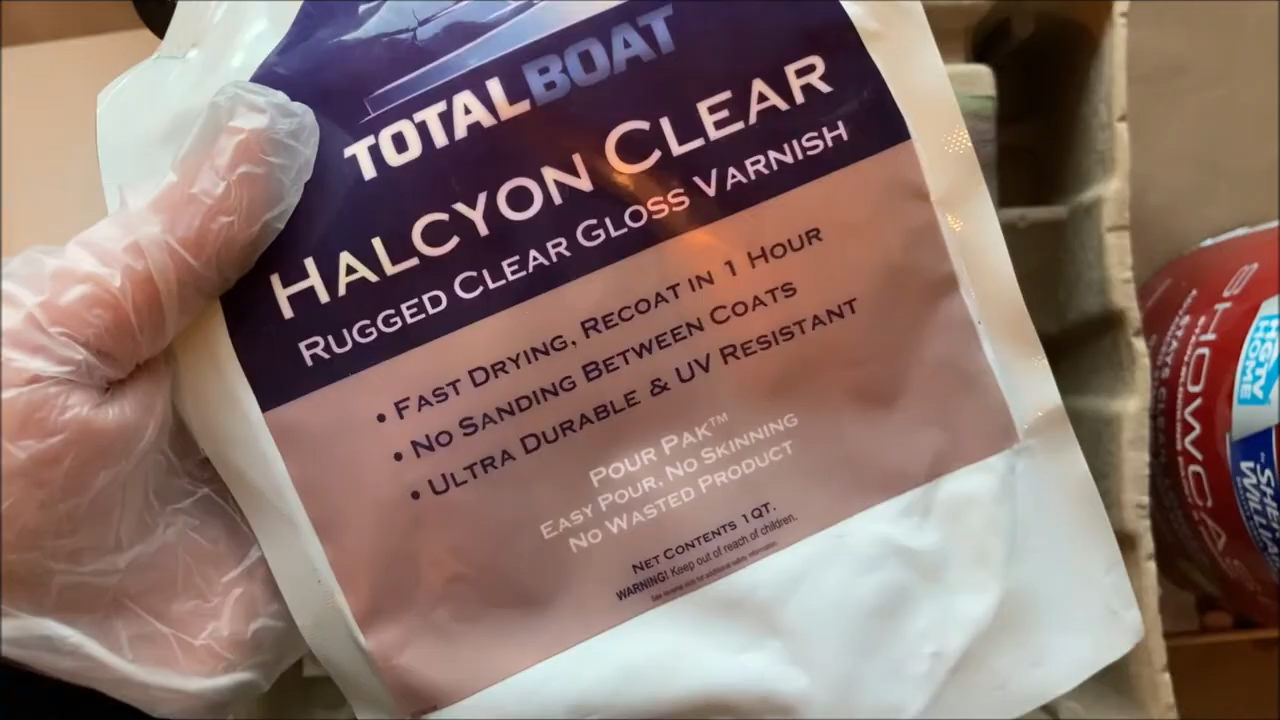 TOTALBOAT
HALCYON CLEAR
RUGGED CLEAR GLOSS VARNISH
• FAST DRYING, RECOAT IN 1 HOUR
• NO SANDING BETWEEN COATS
• ULTRA DURABLE & UV RESISTANT
POUR PAK™
EASY POUR, NO SKINNING
NO WASTED PRODUCT
NET CONTENTS 1QT.
WARNING! Keep out of reach of children.
HGTV
HOME
SHOWCA